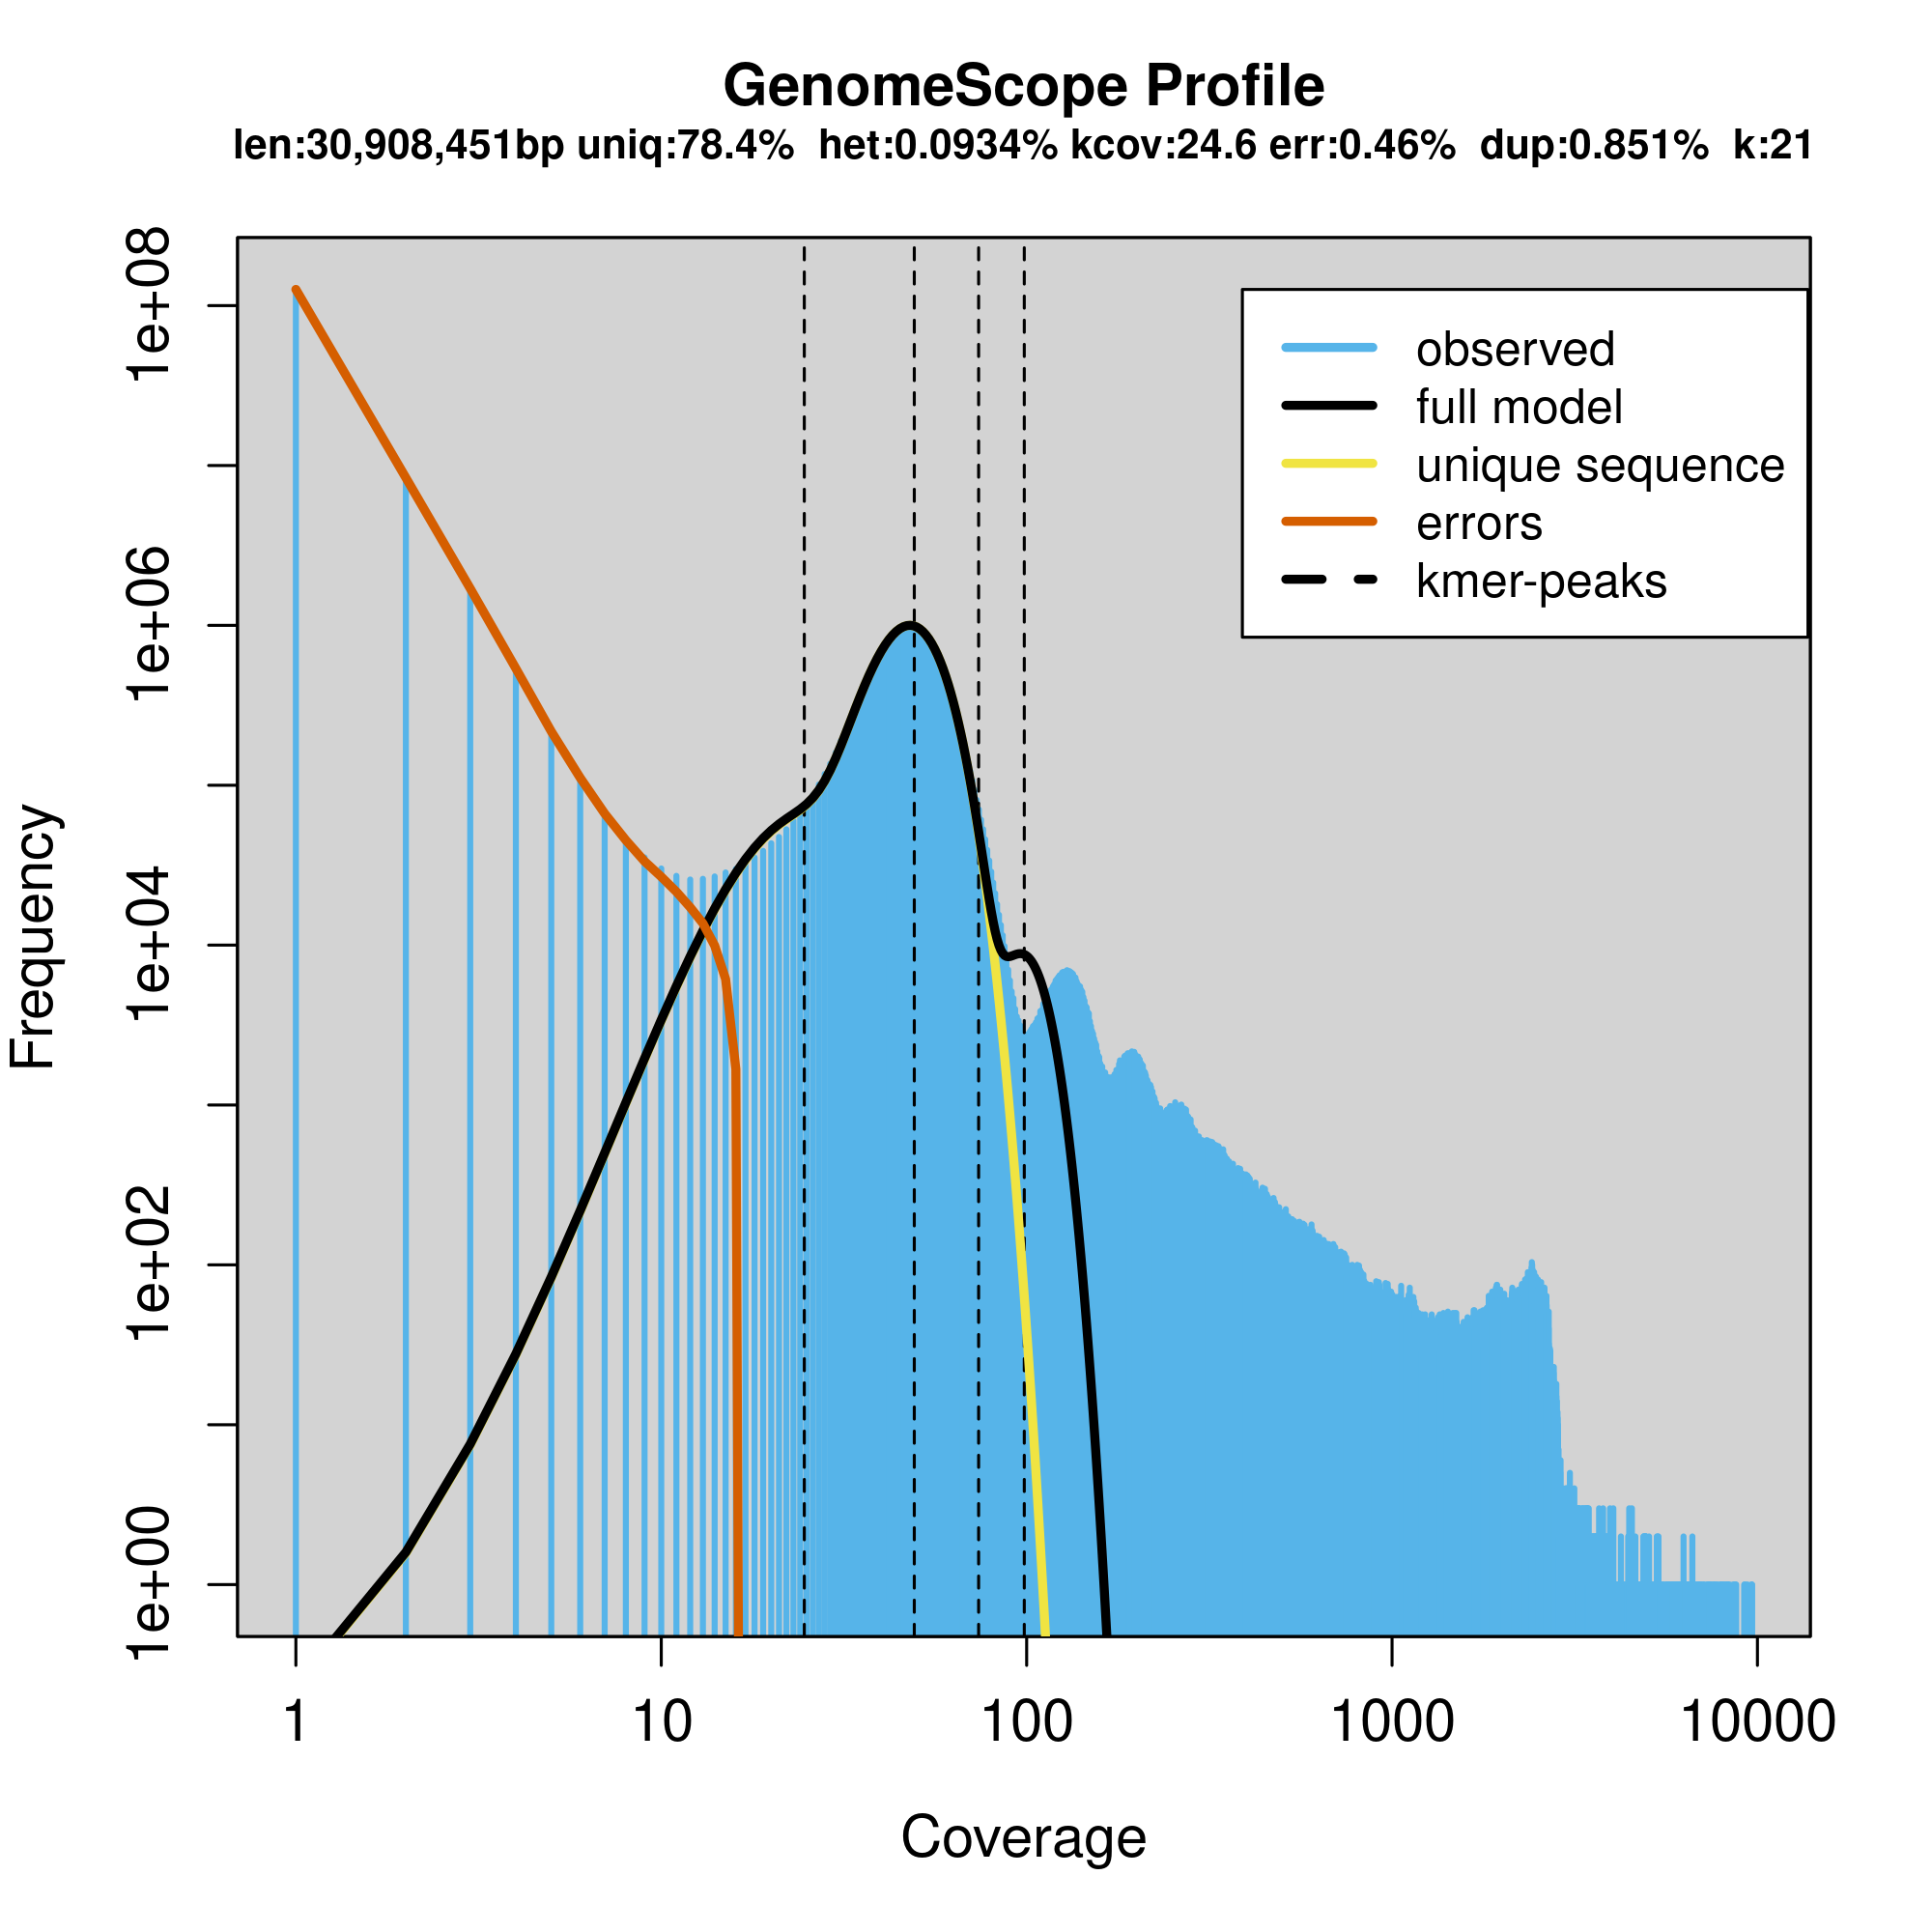 GenomeScope Profile
len:30,908,451bp uniq:78.4% het:0.0934% kcov:24.6 err:0.46% dup:0.851% k:21
observed
full model
unique sequence
errors
kmer-peaks
Frequency
1e+08
1e+06
1e+04
1e+02
1e+00
1 10 100 1000 10000
Coverage